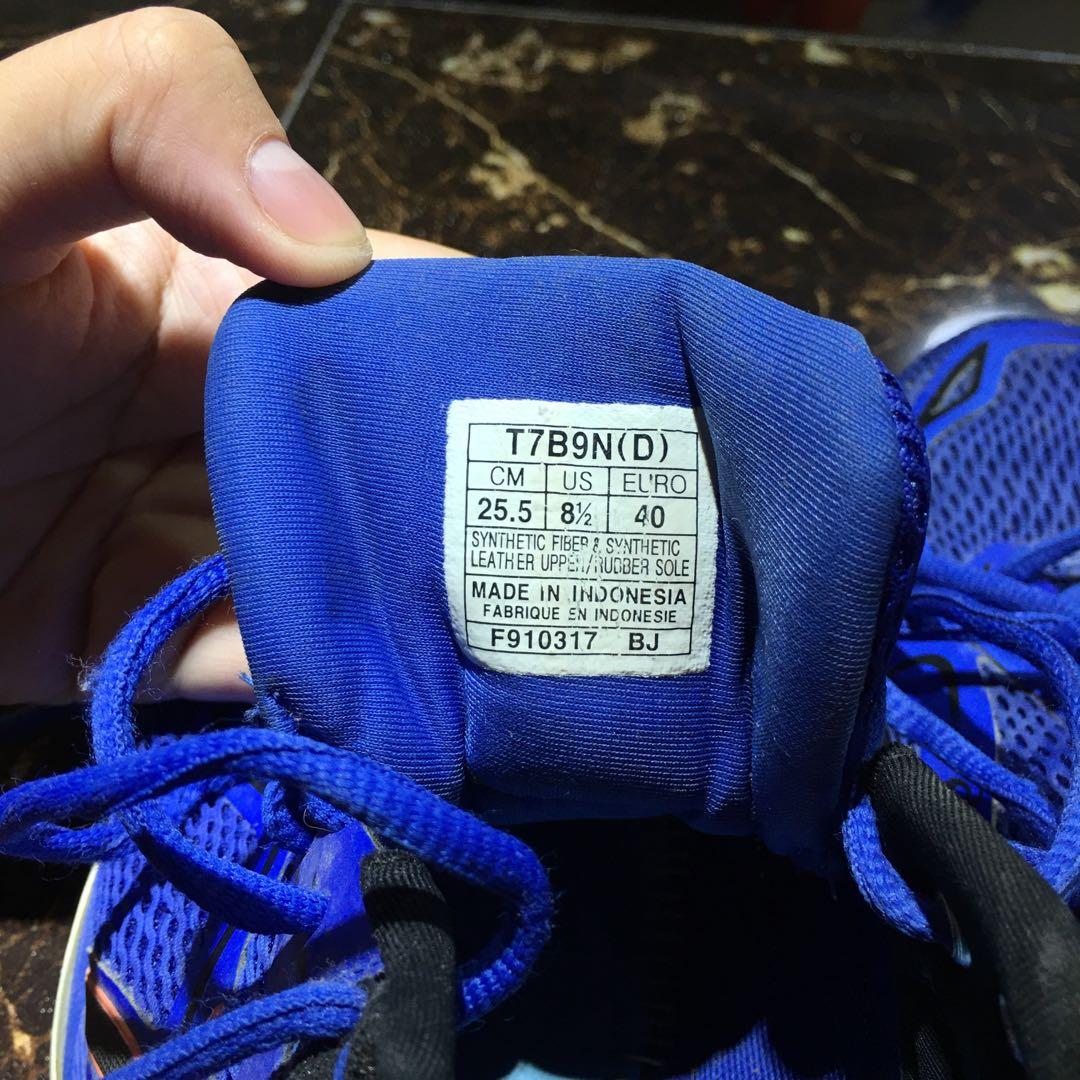 T7B9N(D)
CM US EURO
25.5 8½ 40
SYNTHETIC FIBER & SYNTHETIC
LEATHER UPPER/RUBBER SOLE
MADE IN INDONESIA
FABRIQUE EN INDONESIE
F910317 BJ